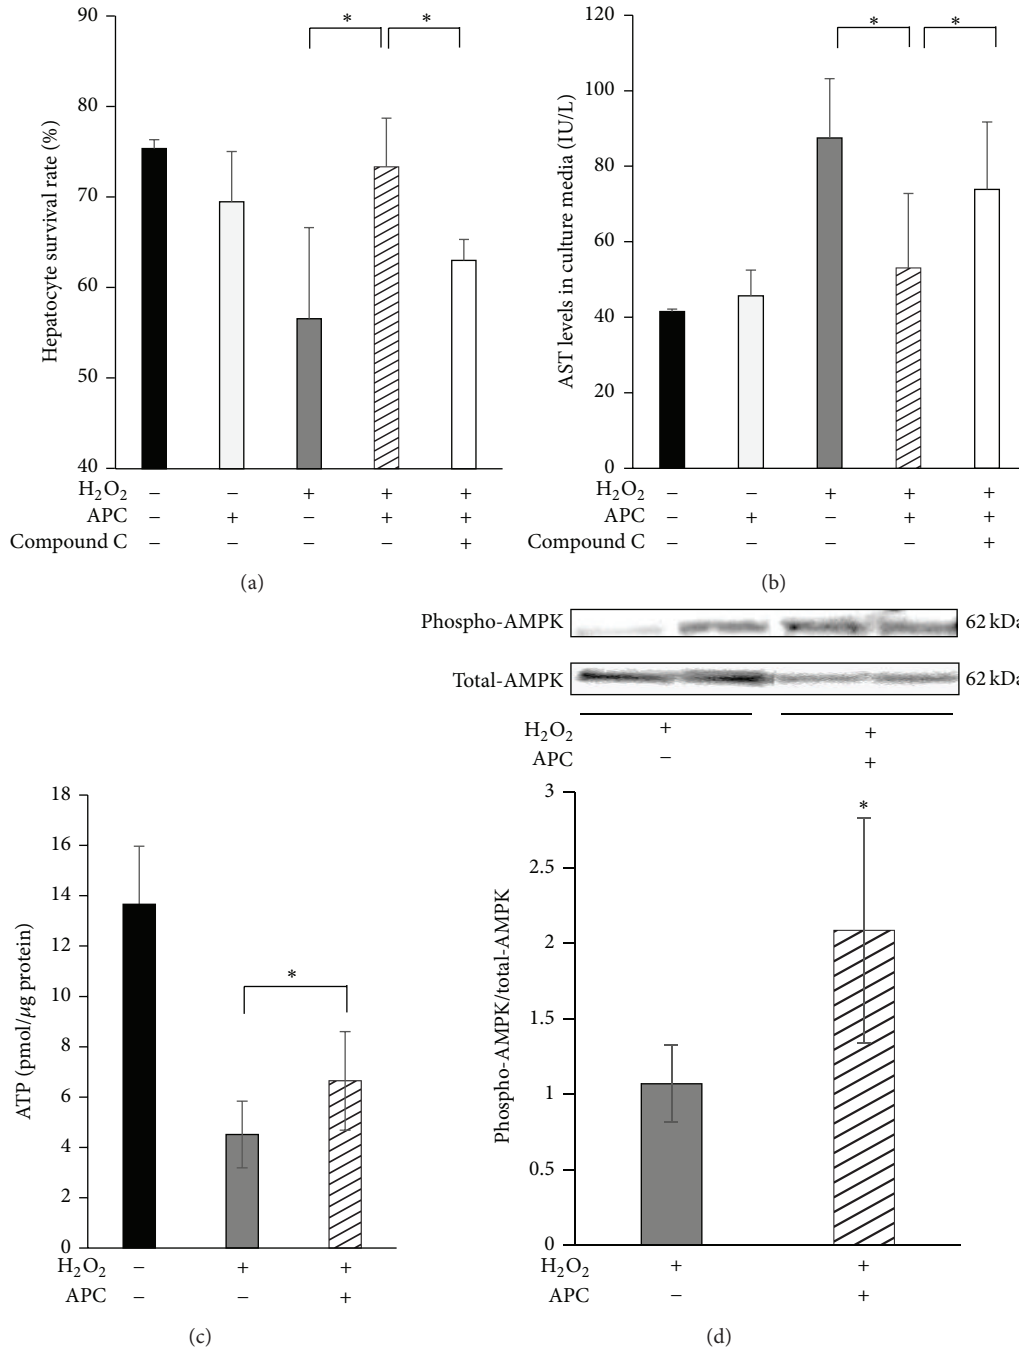 90
80
70
60
50
40
Hepatocyte survival rate (%)
* *
H₂O₂ − − + + +
APC − + − + +
Compound C − − − − +
(a)
120
100
80
60
40
20
0
AST levels in culture media (IU/L)
* *
H₂O₂ − − + + +
APC − + − + +
Compound C − − − − +
(b)
18
16
14
12
10
8
6
4
2
0
ATP (pmol/μg protein)
*
H₂O₂ − + +
APC − − +
(c)
Phospho-AMPK 62 kDa
Total-AMPK 62 kDa
H₂O₂ + +
APC − +
3
2.5
2
1.5
1
0.5
0
Phospho-AMPK/total-AMPK
*
H₂O₂ + +
APC − +
(d)